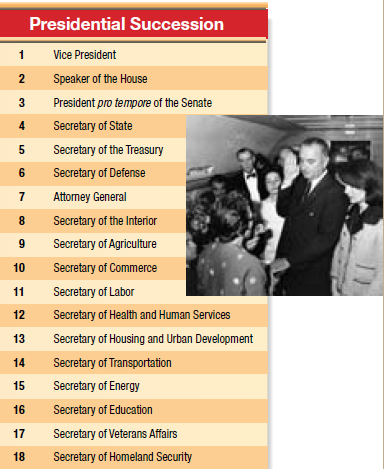 Presidential Succession
1 Vice President
2 Speaker of the House
3 President pro tempore of the Senate
4 Secretary of State
5 Secretary of the Treasury
6 Secretary of Defense
7 Attorney General
8 Secretary of the Interior
9 Secretary of Agriculture
10 Secretary of Commerce
11 Secretary of Labor
12 Secretary of Health and Human Services
13 Secretary of Housing and Urban Development
14 Secretary of Transportation
15 Secretary of Energy
16 Secretary of Education
17 Secretary of Veterans Affairs
18 Secretary of Homeland Security